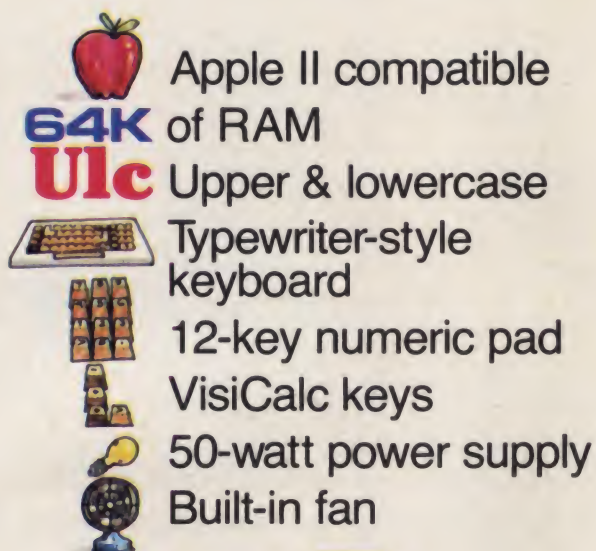 Apple II compatible
64K of RAM
Ulc Upper & lowercase
Typewriter-style
keyboard
12-key numeric pad
VisiCalc keys
50-watt power supply
Built-in fan